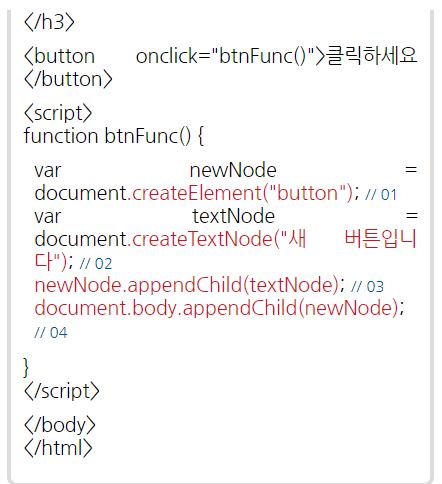 </h3>
<button onclick="btnFunc()">클릭하세요
</button>
<script>
function btnFunc() {
var newNode =
document.createElement("button"); // 01
var textNode =
document.createTextNode("새 버튼입니
다"); // 02
newNode.appendChild(textNode); // 03
document.body.appendChild(newNode);
// 04
}
</script>
</body>
</html>